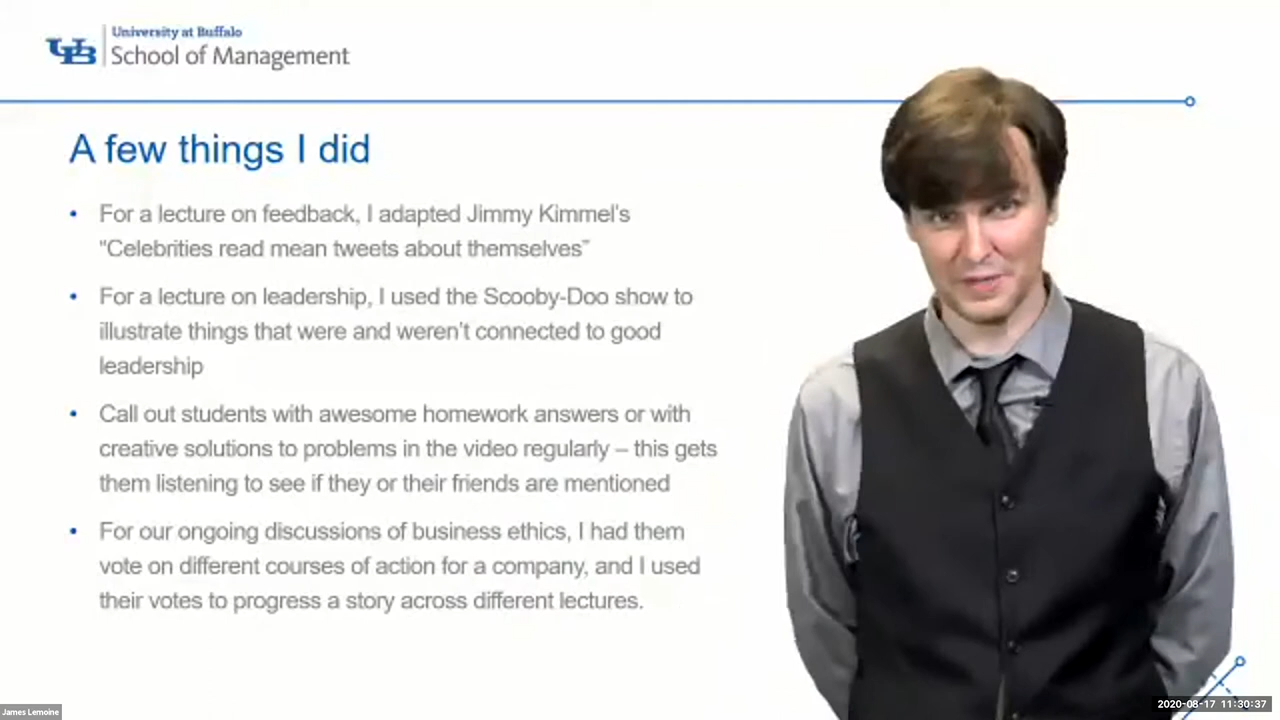 University at Buffalo
UB
School of Management
A few things I did
• For a lecture on feedback, I adapted Jimmy Kimmel's
"Celebrities read mean tweets about themselves"
• For a lecture on leadership, I used the Scooby-Doo show to
illustrate things that were and weren't connected to good
leadership
• Call out students with awesome homework answers or with
creative solutions to problems in the video regularly – this gets
them listening to see if they or their friends are mentioned
• For our ongoing discussions of business ethics, I had them
vote on different courses of action for a company, and I used
their votes to progress a story across different lectures.
James Lemoine
2020-08-17 11:30:37